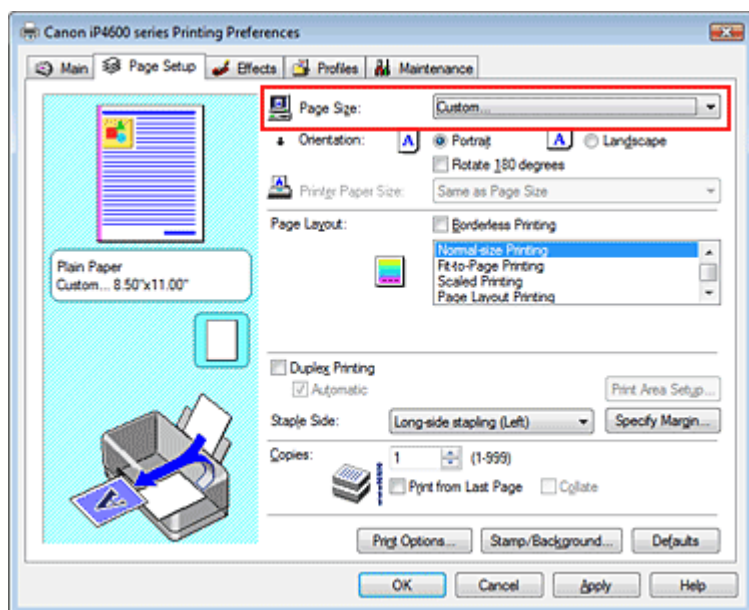 Canon iP4600 series Printing Preferences
Main Page Setup Effects Profiles Maintenance
Page Size: Custom...
Orientation: A Portrait A Landscape
Rotate 180 degrees
Printer Paper Size: Same as Page Size
Page Layout: Borderless Printing
Normal-size Printing
Fit-to-Page Printing
Scaled Printing
Page Layout Printing
Plain Paper
Custom... 8.50"x11.00"
Duplex Printing
Automatic
Print Area Setup...
Staple Side: Long-side stapling (Left) Specify Margin...
Copies: 1 (1-999)
Print from Last Page Collate
Print Options... Stamp/Background... Defaults
OK Cancel Apply Help